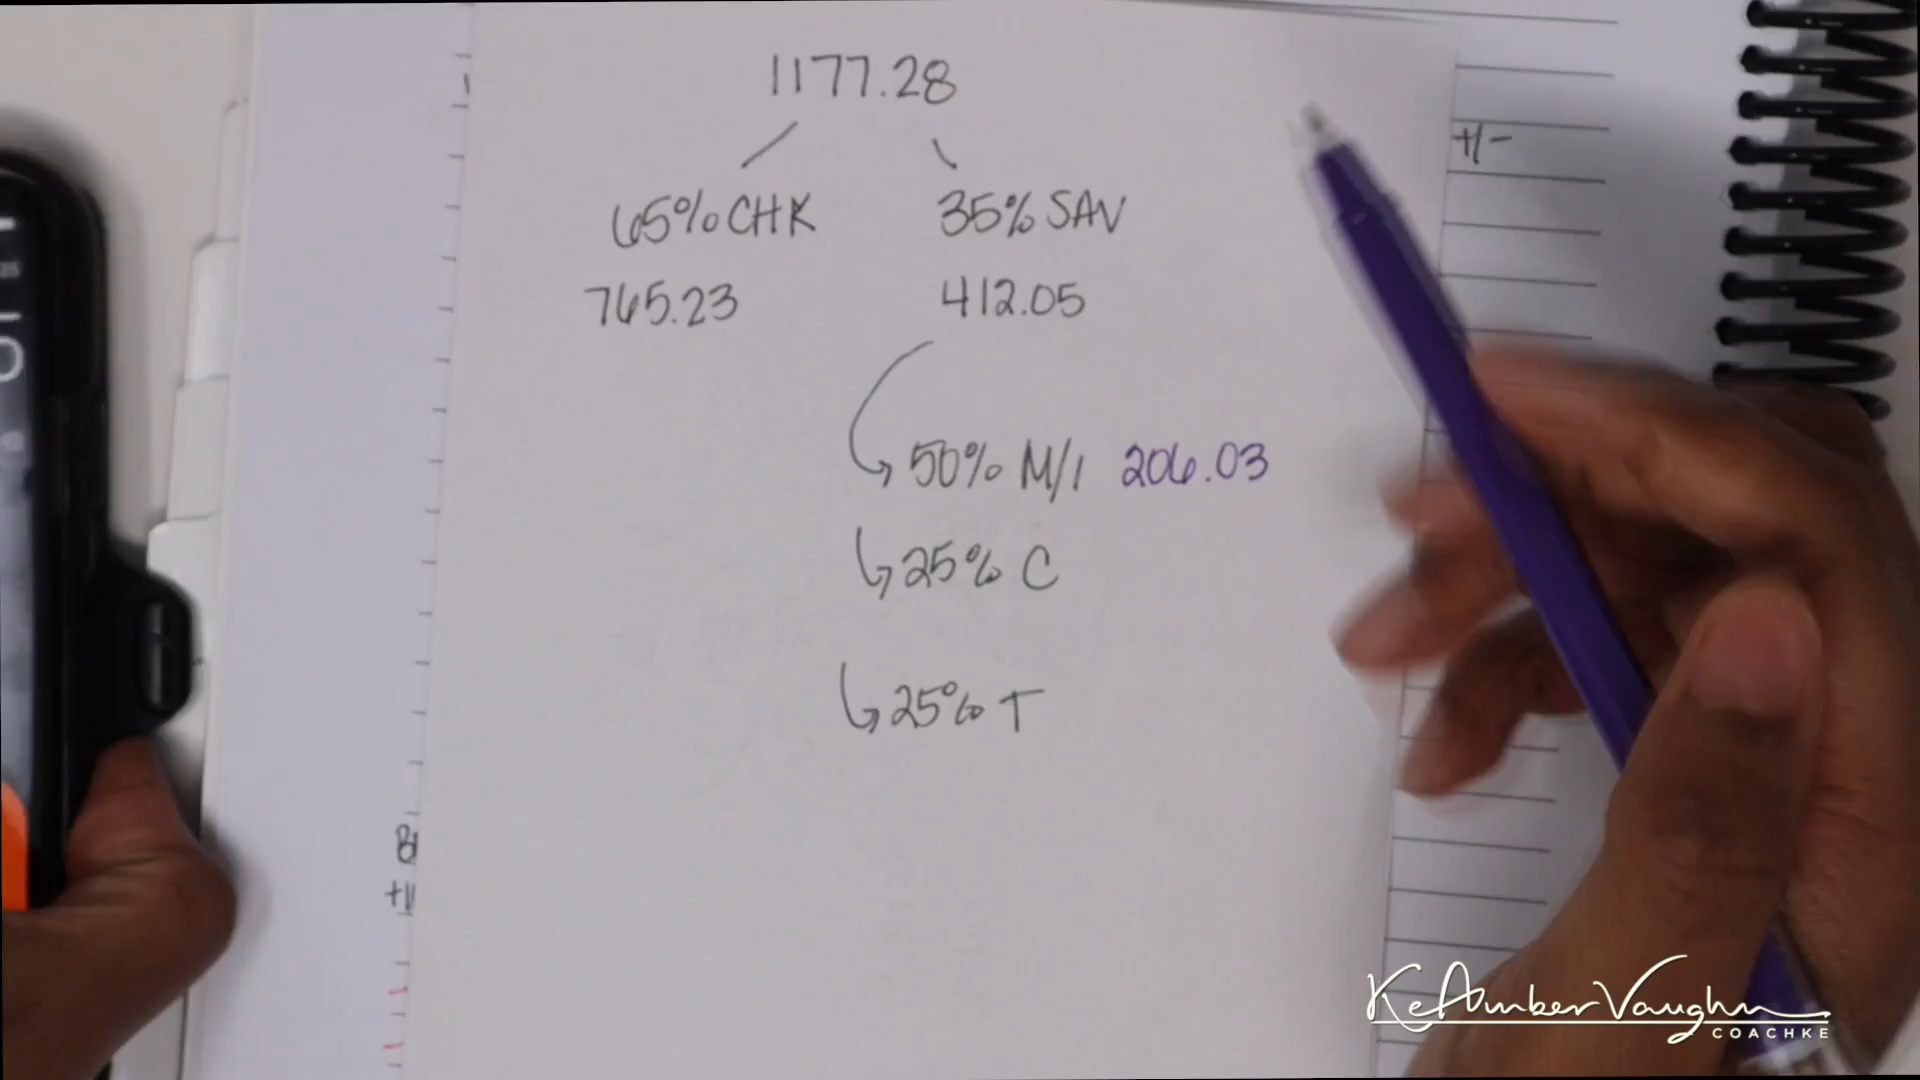 1177.28
+/-
65% CHK 35% SAV
765.23 412.05
50% M/I 206.03
25% C
25% T
KeAmber Vaughn
COACHKE